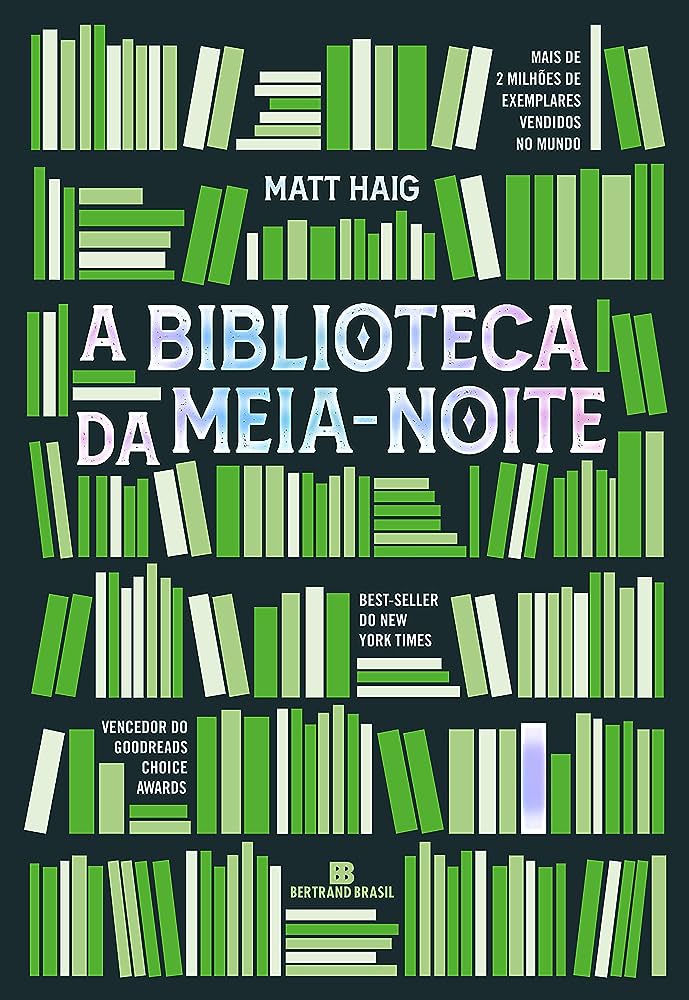 MAIS DE
2 MILHÕES DE
EXEMPLARES
VENDIDOS
NO MUNDO
MATT HAIG
A BIBLIOTECA
DA MEIA-NOITE
BEST-SELLER
DO NEW
YORK TIMES
VENCEDOR DO
GOODREADS
CHOICE
AWARDS
BB
BERTRAND BRASIL